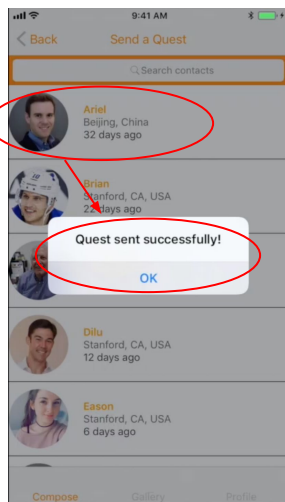 9:41 AM
Back
Send a Quest
Search contacts
Ariel
Beijing, China
32 days ago
Brian
Stanford, CA, USA
22 days ago
Quest sent successfully!
OK
Dilu
Stanford, CA, USA
12 days ago
Eason
Stanford, CA, USA
6 days ago
Compose
Gallery
Profile